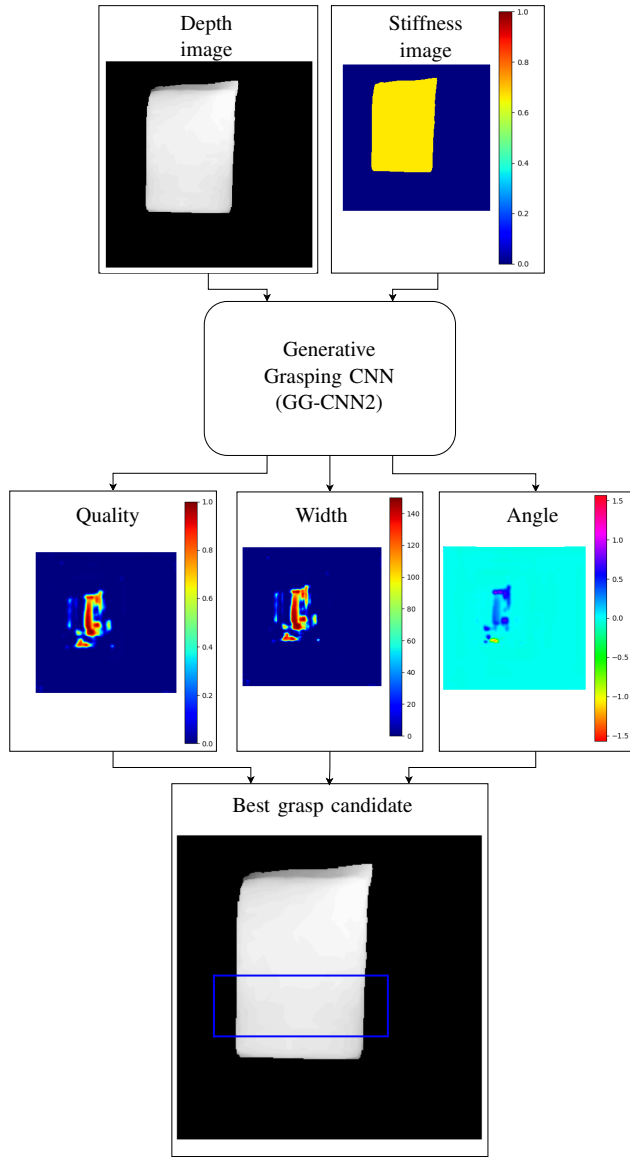 Depth
image
Stiffness
image
1.0
0.8
0.6
0.4
0.2
0.0
Generative
Grasping CNN
(GG-CNN2)
Quality
1.0
0.8
0.6
0.4
0.2
0.0
Width
140
120
100
80
60
40
20
0
Angle
1.5
1.0
0.5
0.0
−0.5
−1.0
−1.5
Best grasp candidate